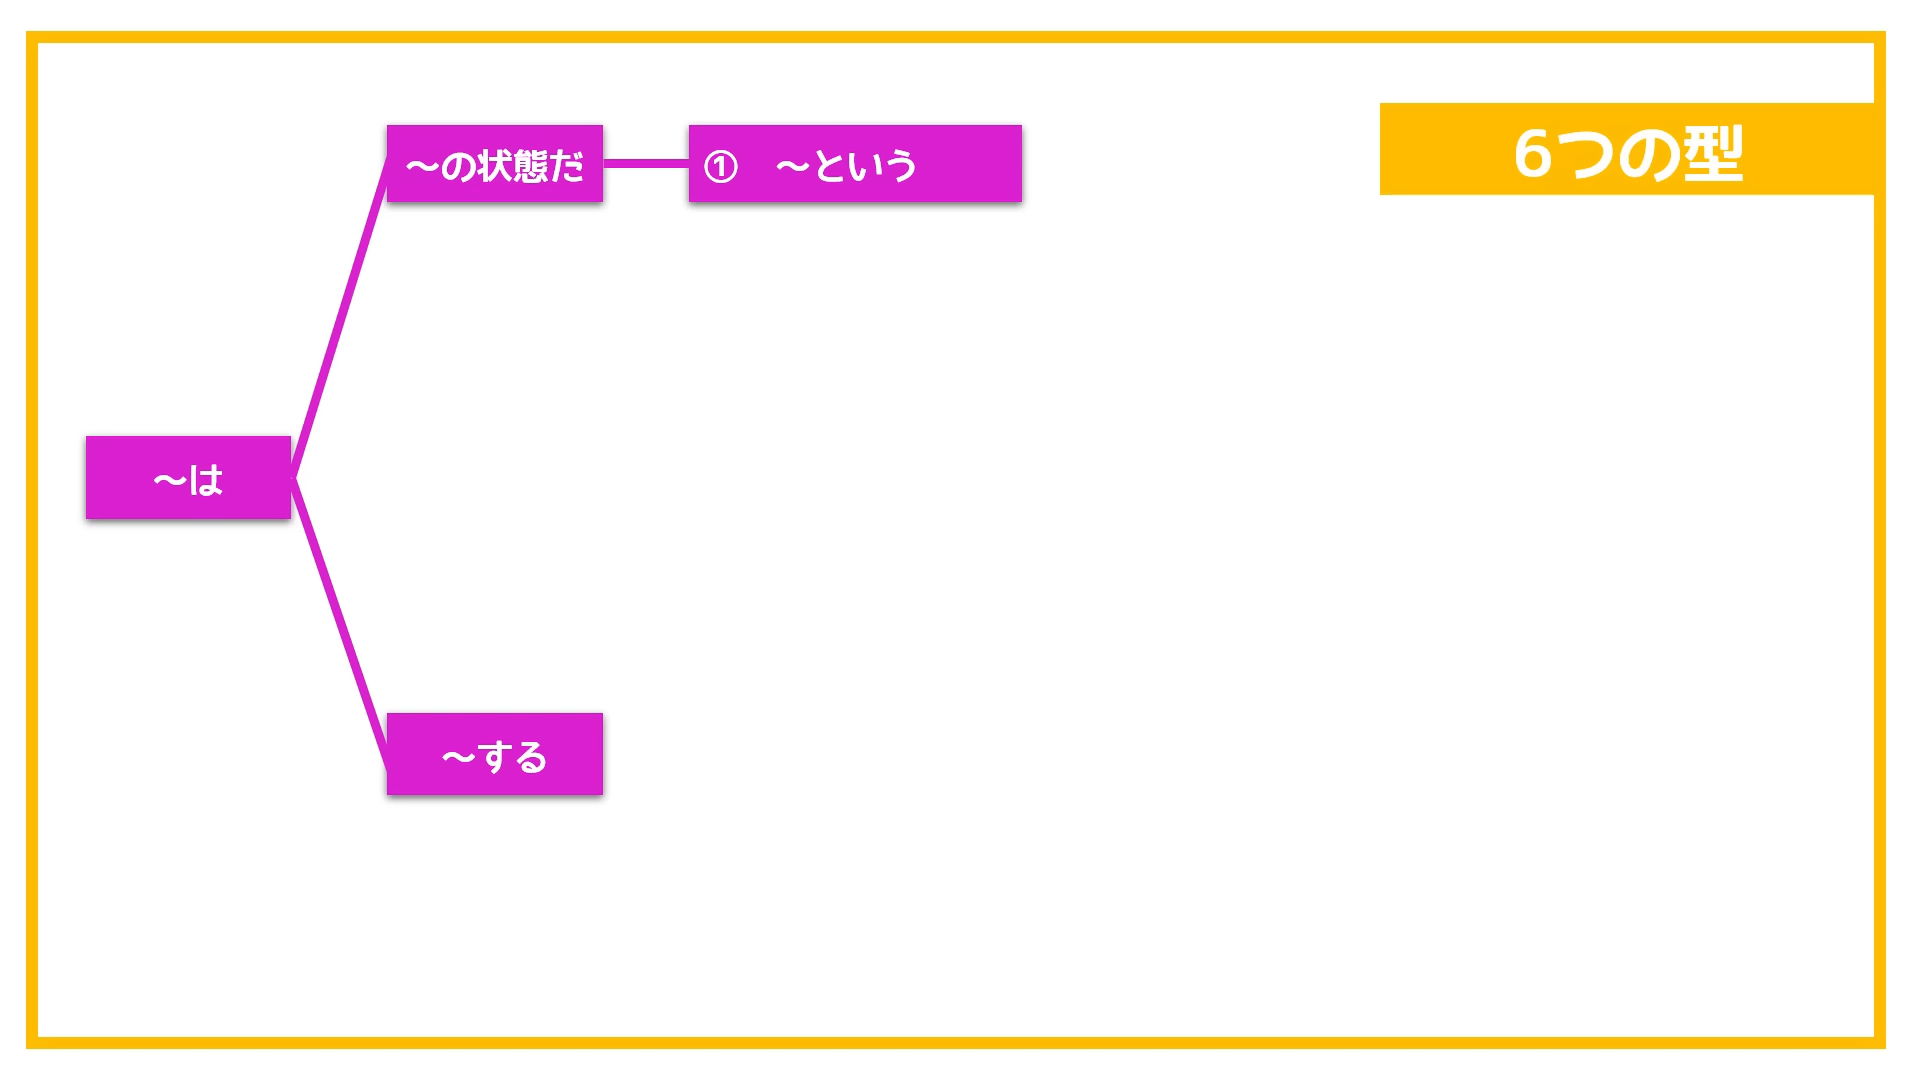 6つの型
～の状態だ
①　～という
～は
～する